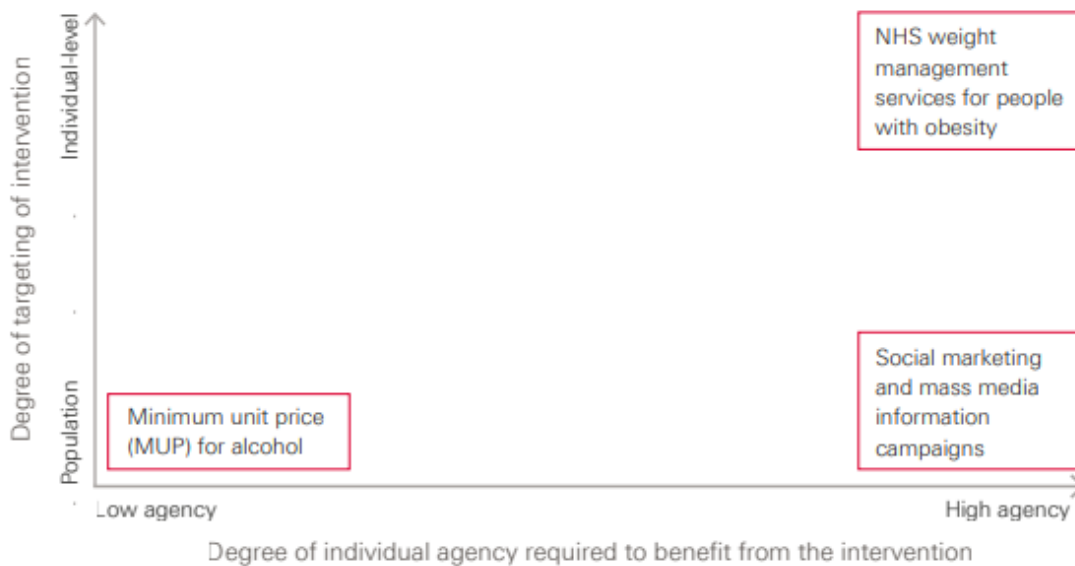 Degree of targeting of intervention
Individual-level
Population
NHS weight
management
services for people
with obesity
Social marketing
and mass media
information
campaigns
Minimum unit price
(MUP) for alcohol
Low agency
High agency
Degree of individual agency required to benefit from the intervention